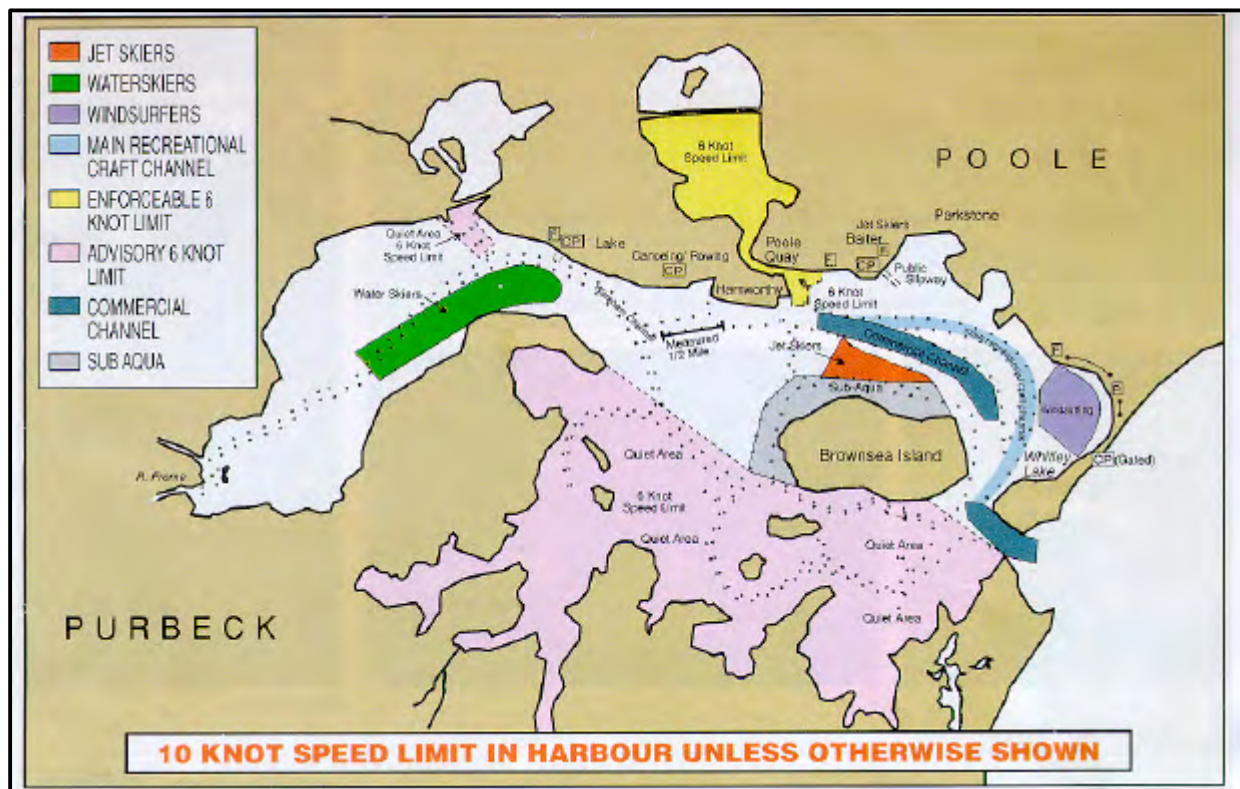 JET SKIERS
WATERSKIERS
WINDSURFERS
MAIN RECREATIONAL
CRAFT CHANNEL
ENFORCEABLE 6
KNOT LIMIT
ADVISORY 6 KNOT
LIMIT
COMMERCIAL
CHANNEL
SUB AQUA
6 Knot
Speed Limit
POOLE
Quiet Area
6 Knot
Speed Limit
P
CP
Lake
Canoeing/ Rowing
CP
Hamworthy
Poole
Quay
Jet Skiers
Baiter
P
CP
Parkstone
Public
Slipway
6 Knot
Speed Limit
Water Skiers
Measured
1/2 Mile
Jet Skiers
Commercial Channel
Sub-Aqua
P
P
Windsurfing
Brownsea Island
Whitley
Lake
CP (Gated)
R. Frome
Quiet Area
6 Knot
Speed Limit
Quiet Area
Quiet Area
Quiet Area
PURBECK
10 KNOT SPEED LIMIT IN HARBOUR UNLESS OTHERWISE SHOWN